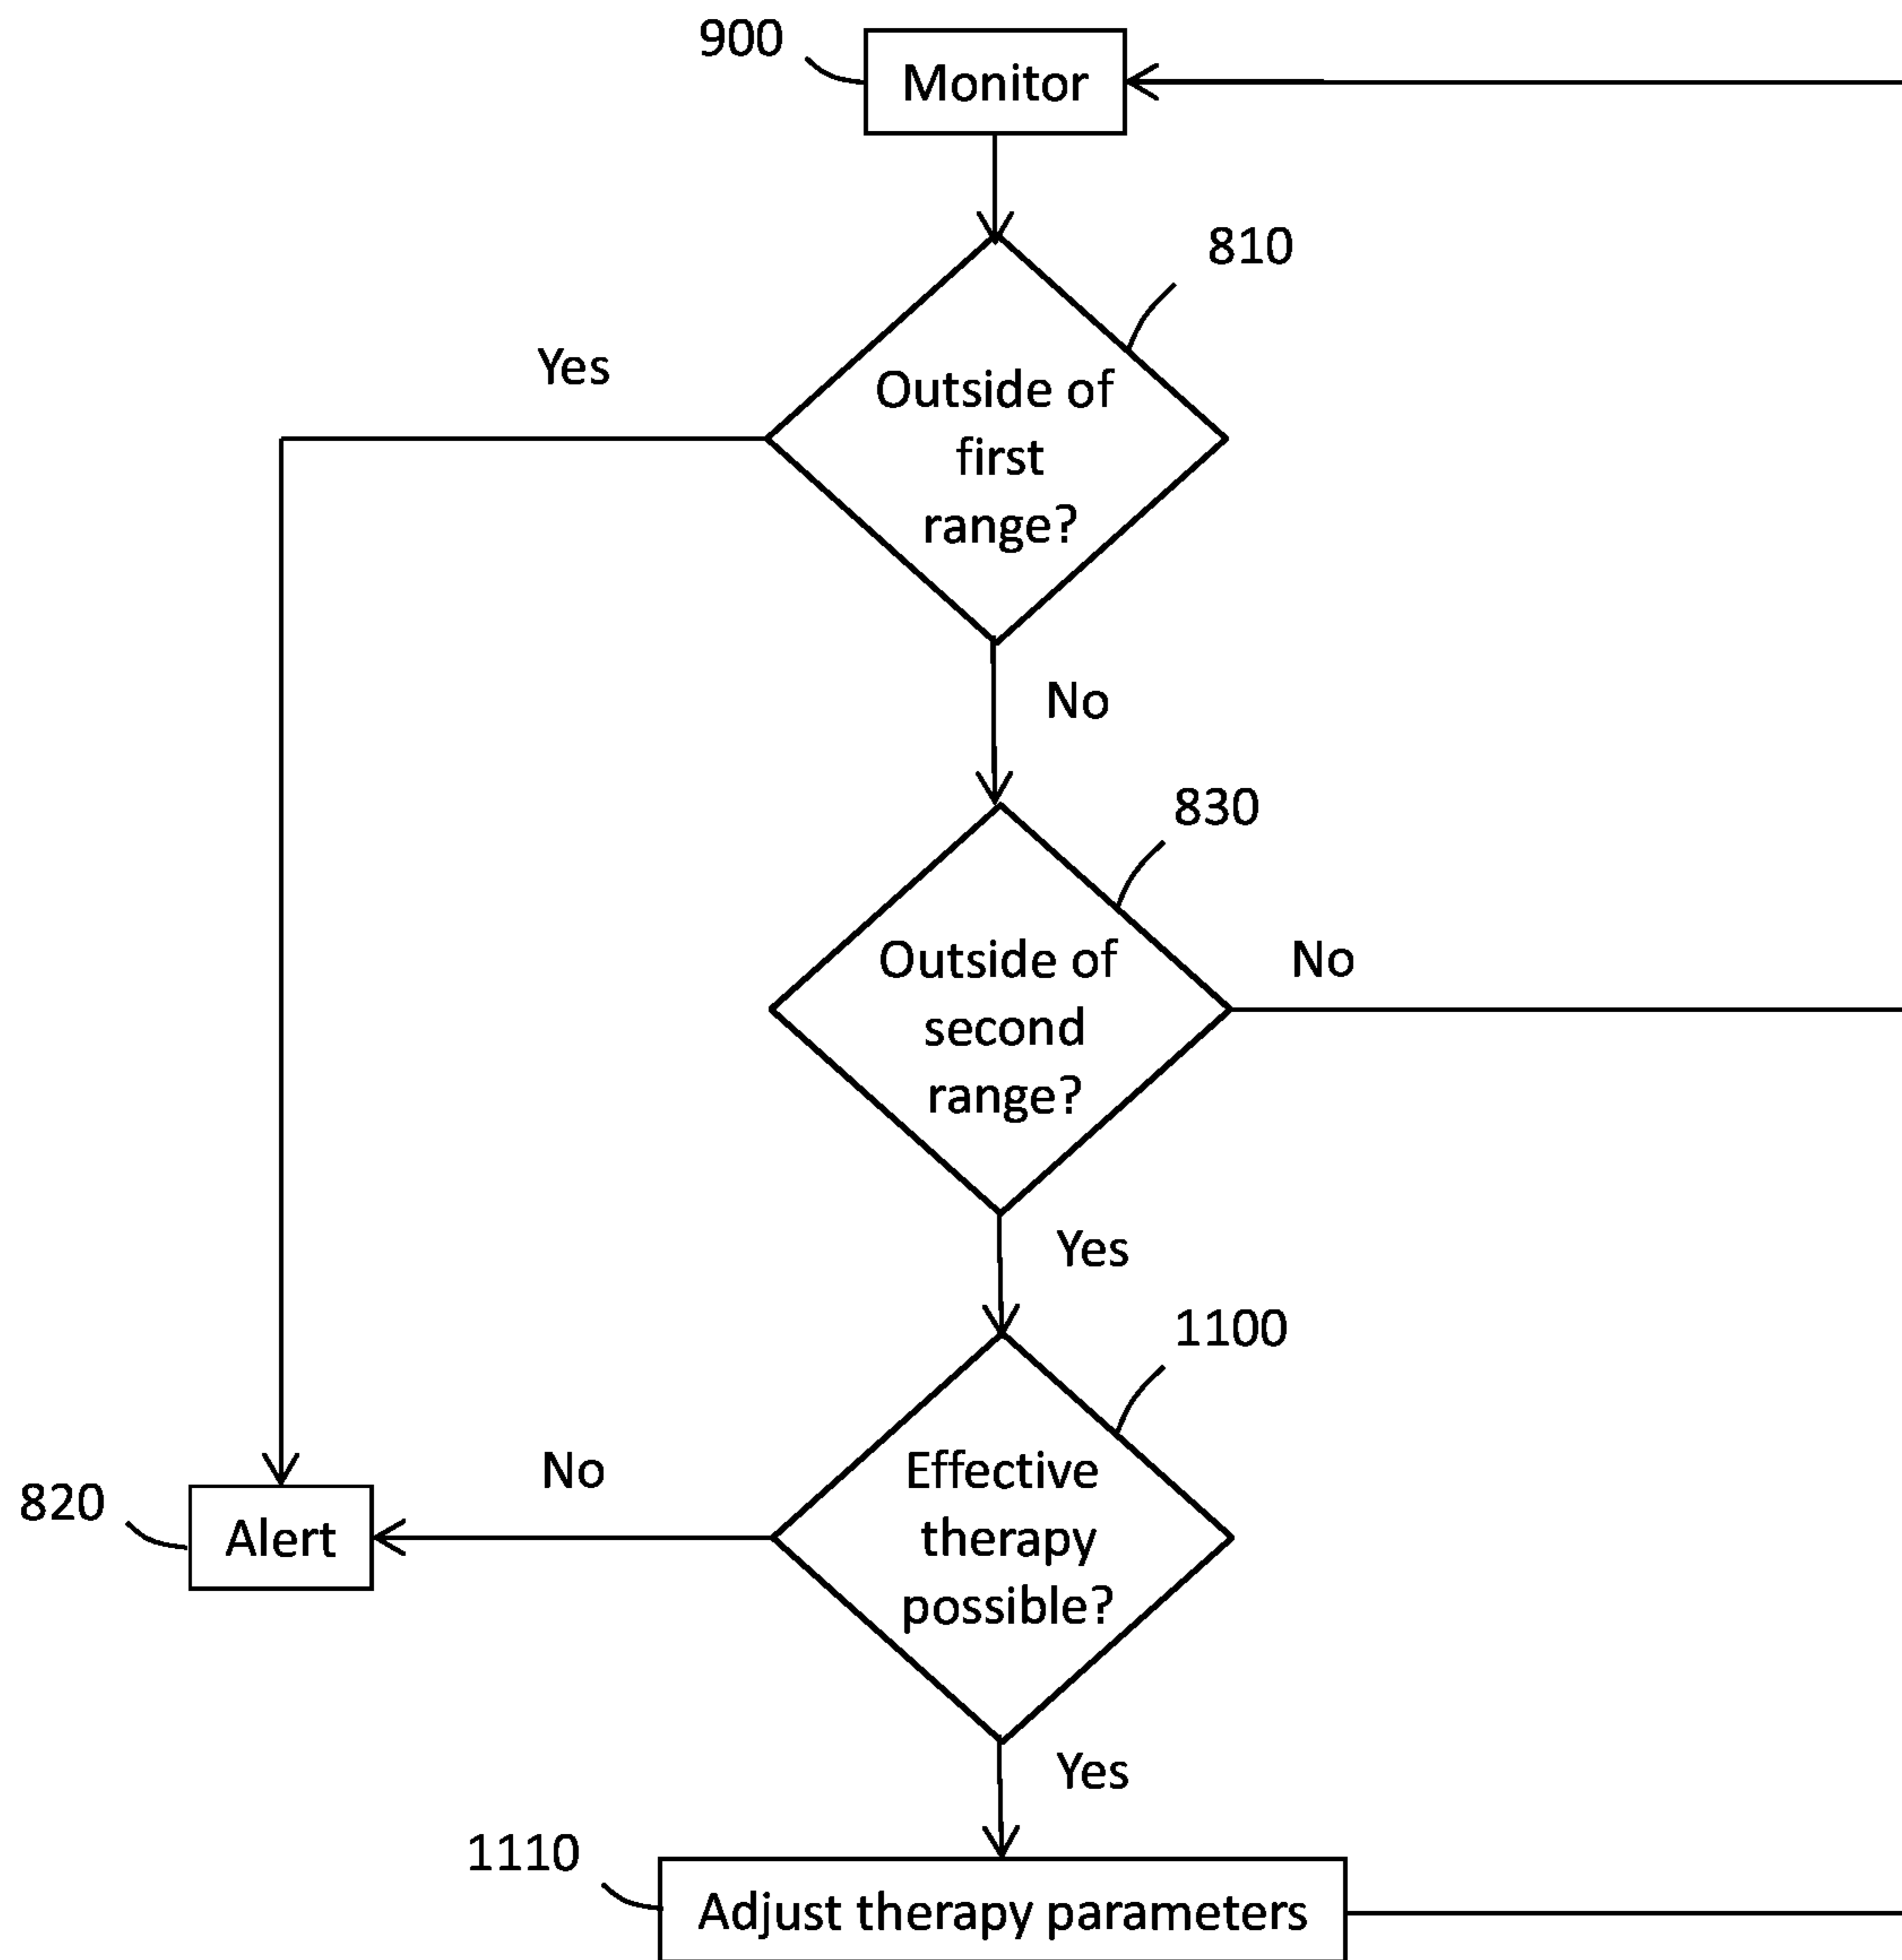 900
Monitor
810
Yes
Outside of
first
range?
No
830
Outside of
second
range?
No
Yes
1100
820
Alert
No
Effective
therapy
possible?
Yes
1110
Adjust therapy parameters